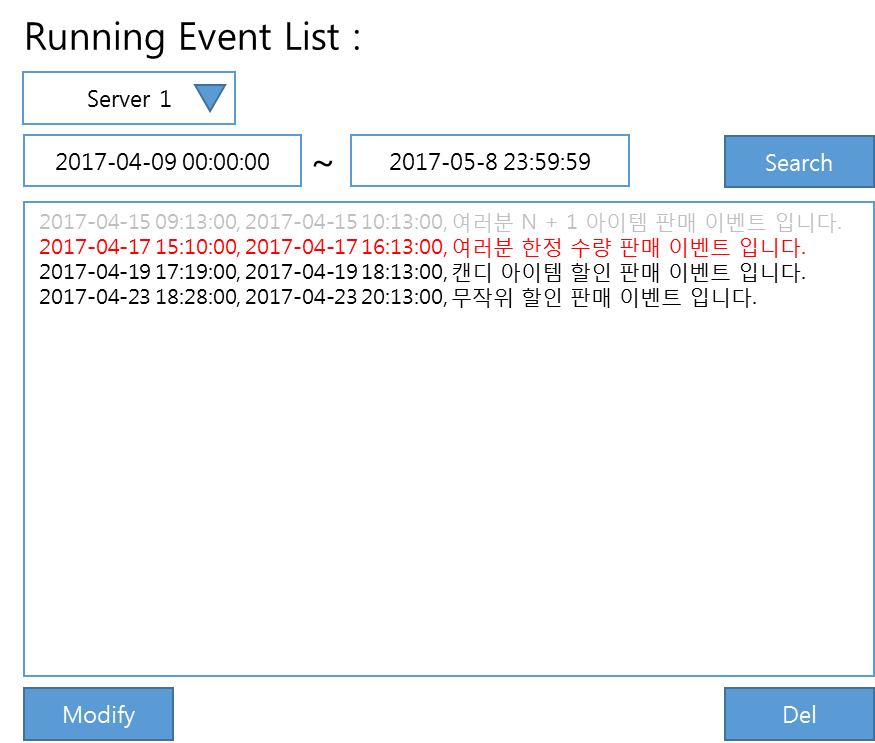 Running Event List :
Server 1
2017-04-09 00:00:00 ~ 2017-05-8 23:59:59 Search
2017-04-15 09:13:00, 2017-04-15 10:13:00, 여러분 N + 1 아이템 판매 이벤트 입니다.
2017-04-17 15:10:00, 2017-04-17 16:13:00, 여러분 한정 수량 판매 이벤트 입니다.
2017-04-19 17:19:00, 2017-04-19 18:13:00, 캔디 아이템 할인 판매 이벤트 입니다.
2017-04-23 18:28:00, 2017-04-23 20:13:00, 무작위 할인 판매 이벤트 입니다.
Modify Del